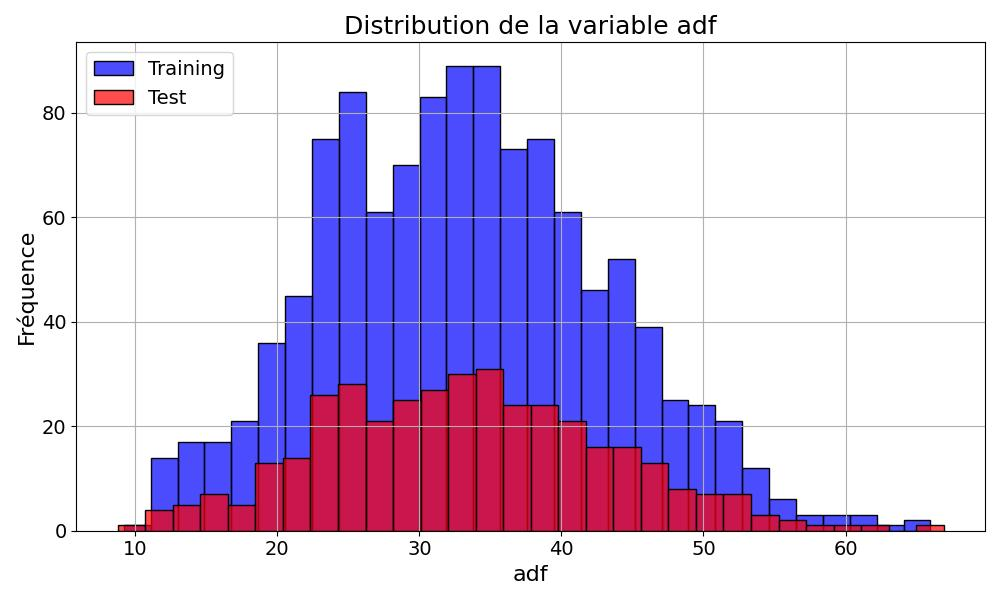 Distribution de la variable adf
Training
Test
Fréquence
80
60
40
20
0
10 20 30 40 50 60
adf